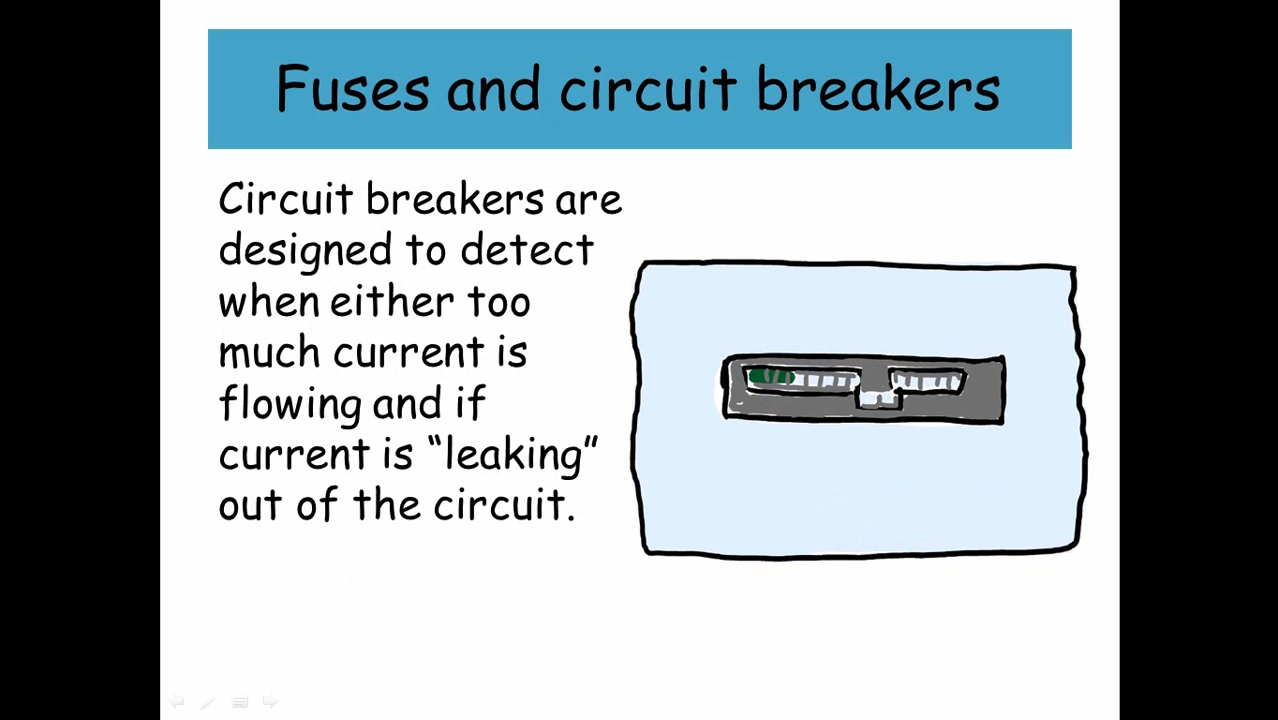 Fuses and circuit breakers
Circuit breakers are
designed to detect
when either too
much current is
flowing and if
current is “leaking”
out of the circuit.